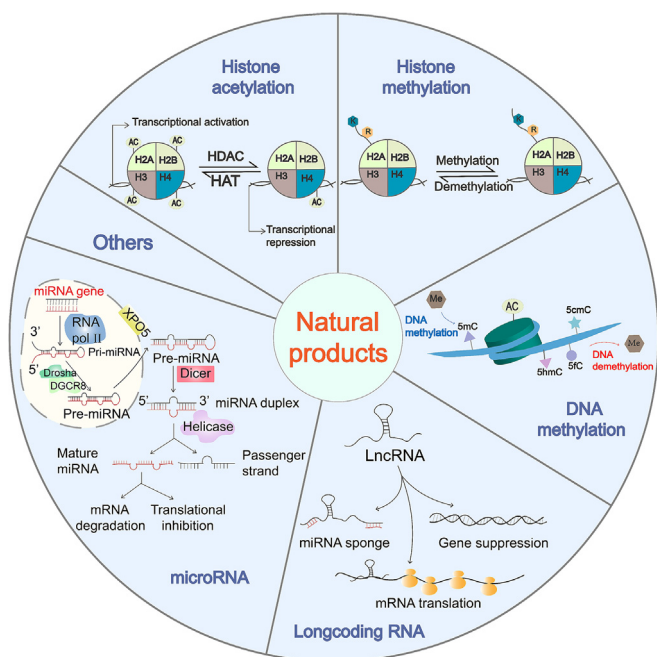 Histone
acetylation
Transcriptional activation
AC
AC
H2A
H2B
H3
H4
AC
AC
HDAC
HAT
AC
H2A
H2B
H3
H4
AC
Transcriptional
repression
Histone
methylation
R
R
H2A
H2B
H3
H4
Methylation
Demethylation
R
R
H2A
H2B
H3
H4
Others
Natural
products
Me
DNA
methylation
5mC
AC
5cmC
5hmC
5fC
Me
DNA
demethylation
DNA
methylation
miRNA gene
RNA
pol II
XPO5
3'
5'
Pri-miRNA
Drosha
DGCR8
Pre-miRNA
Pre-miRNA
Dicer
5'
3'
miRNA duplex
Helicase
Mature
miRNA
Passenger
strand
mRNA
degradation
Translational
inhibition
microRNA
LncRNA
miRNA sponge
Gene suppression
mRNA translation
Longcoding RNA